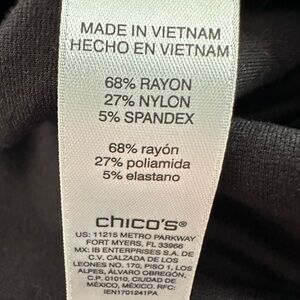 MADE IN VIETNAM
HECHO EN VIETNAM
68% RAYON
27% NYLON
5% SPANDEX
68% rayón
27% poliamida
5% elastano
chico's®
US: 11215 METRO PARKWAY
FORT MYERS, FL 33966
MX: IB ENTERPRISES S.A. DE
C.V. CALZADA DE LOS
LEONES NO. 170, PISO 1, LOS
ALPES, ÁLVARO OBREGÓN,
C.P. 01010, CIUDAD DE
MÉXICO, MÉXICO, RFC:
IEN1701241PA